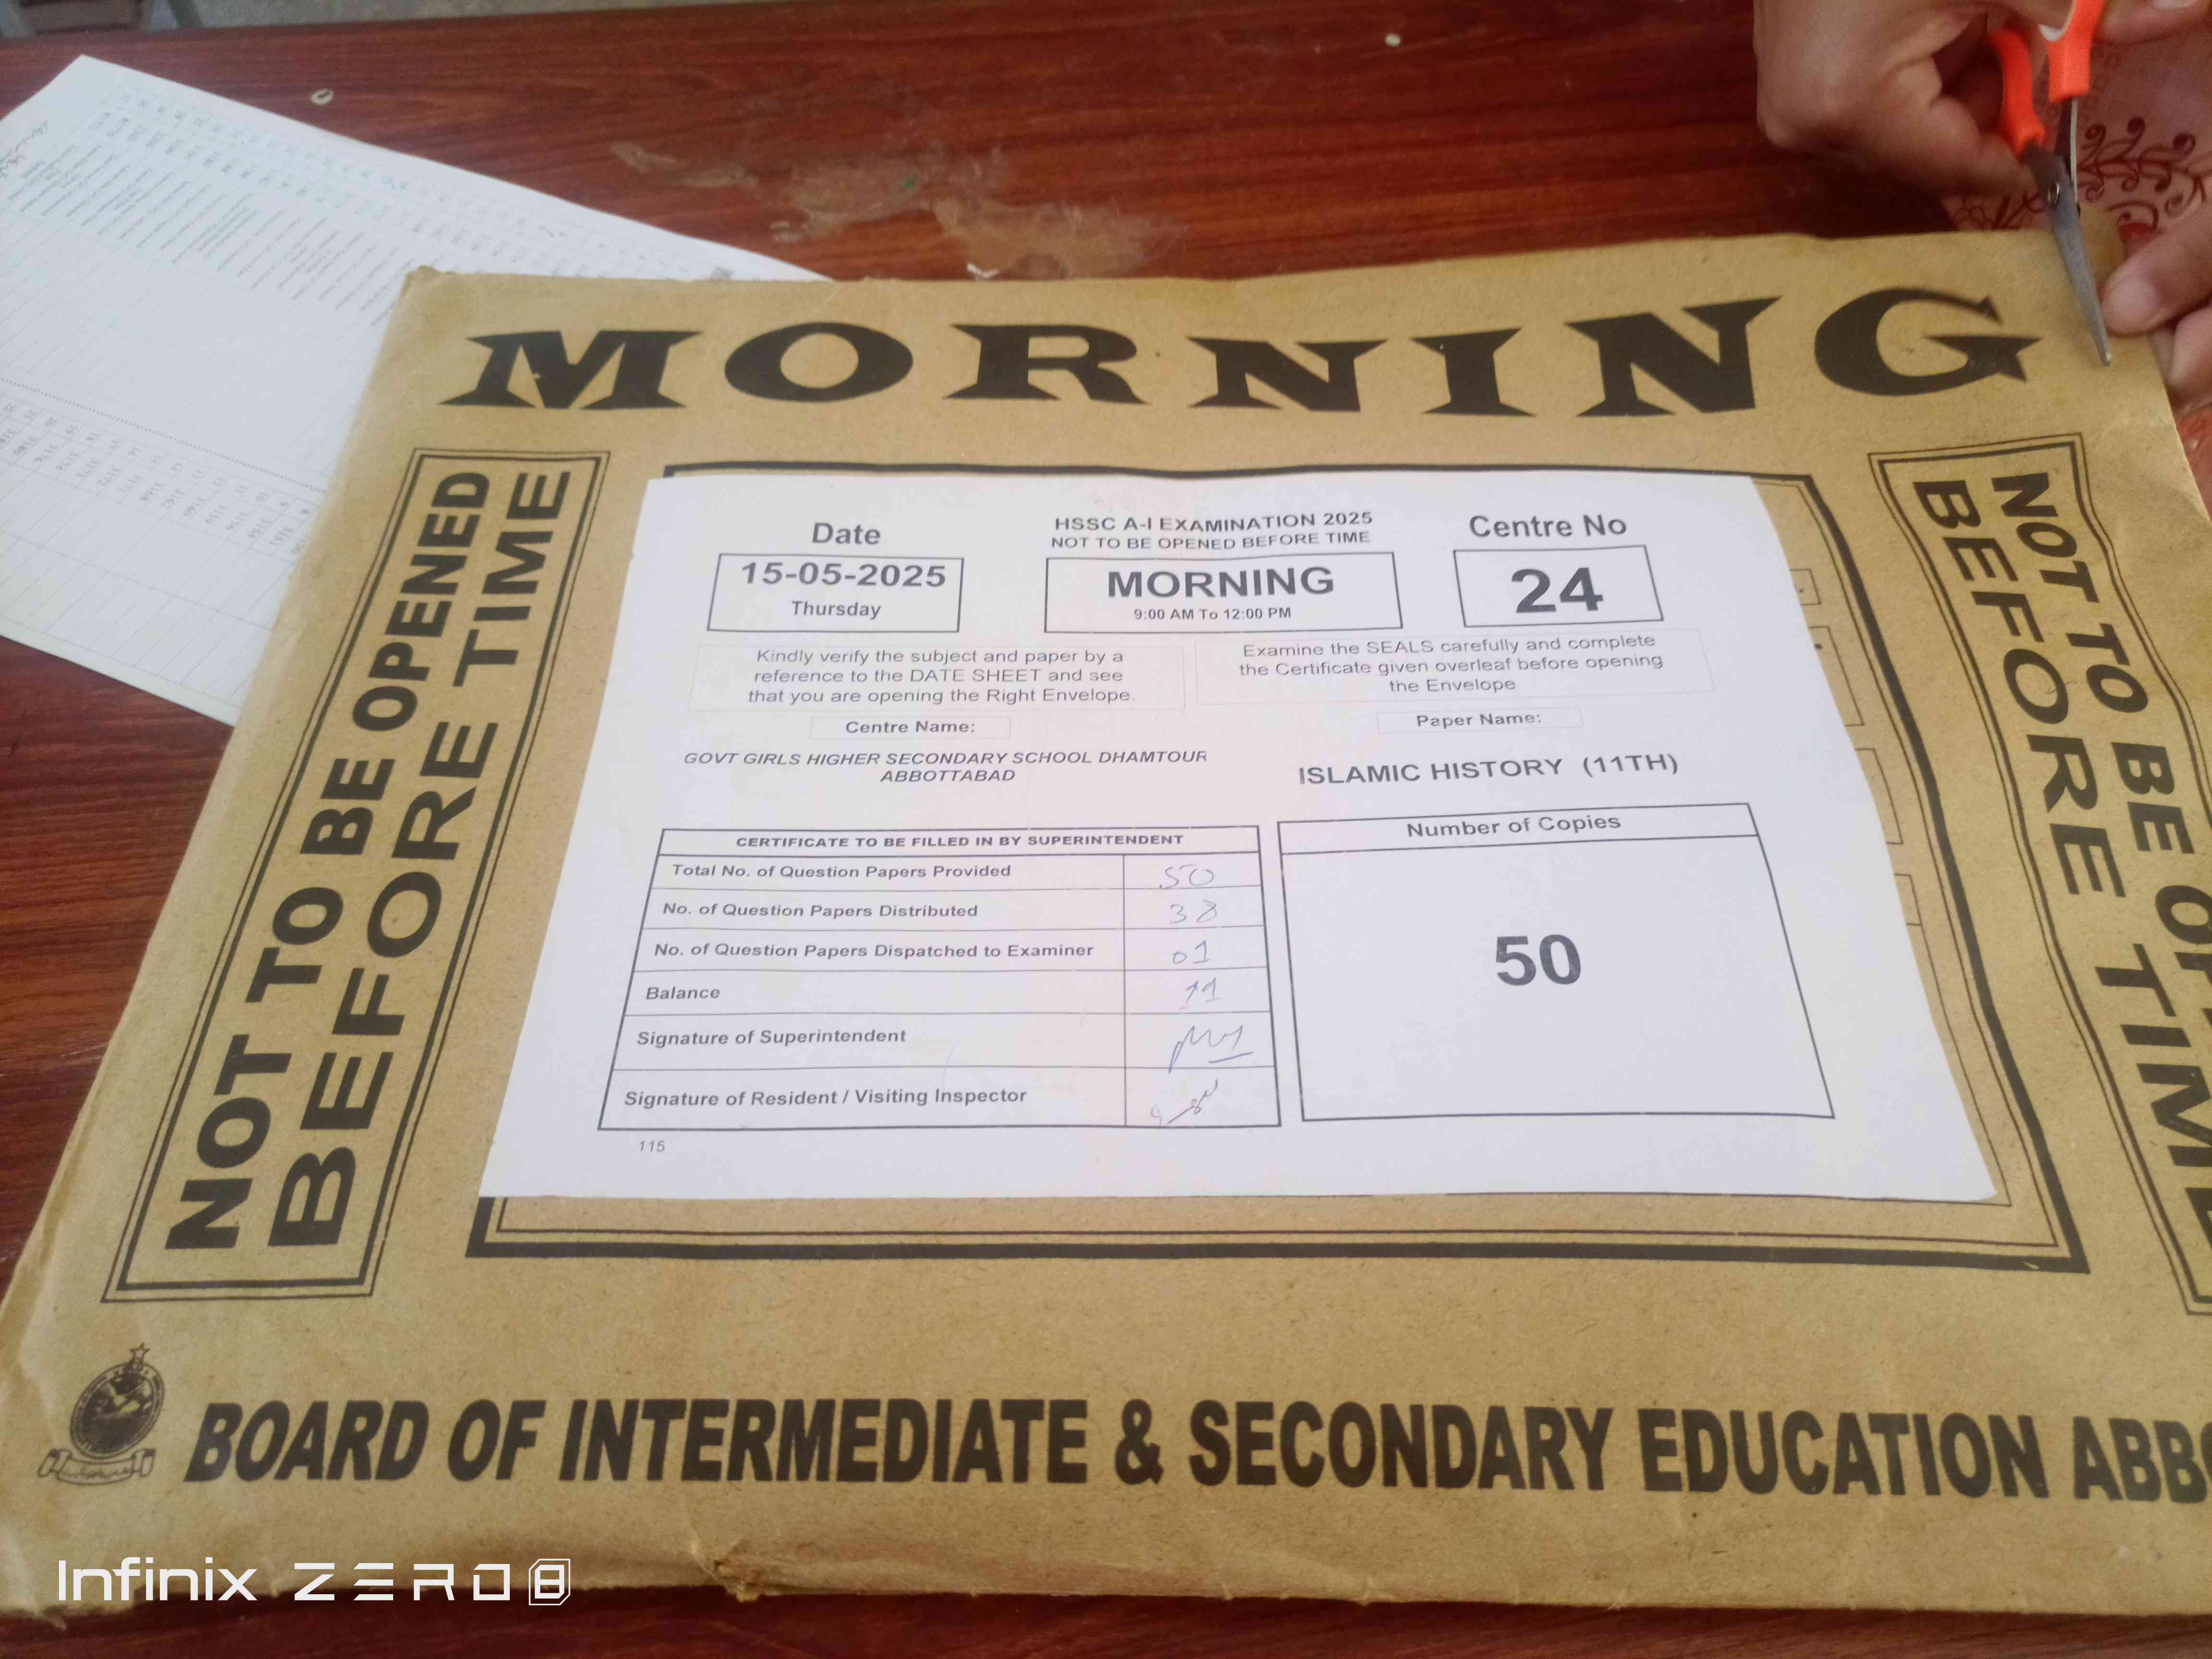 MORNING
NOT TO BE OPENED
BEFORE TIME
Date
15-05-2025
Thursday
HSSC A-I EXAMINATION 2025
NOT TO BE OPENED BEFORE TIME
MORNING
9:00 AM To 12:00 PM
Centre No
24
Kindly verify the subject and paper by a
reference to the DATE SHEET and see
that you are opening the Right Envelope.
Examine the SEALS carefully and complete
the Certificate given overleaf before opening
the Envelope
Centre Name:
GOVT GIRLS HIGHER SECONDARY SCHOOL DHAMTOUR
ABBOTTABAD
Paper Name:
ISLAMIC HISTORY (11TH)
CERTIFICATE TO BE FILLED IN BY SUPERINTENDENT
Total No. of Question Papers Provided 50
No. of Question Papers Distributed 38
No. of Question Papers Dispatched to Examiner 01
Balance 11
Signature of Superintendent
Signature of Resident / Visiting Inspector
115
Number of Copies
50
NOT TO BE OP
BEFORE TIME
BOARD OF INTERMEDIATE & SECONDARY EDUCATION ABB
Infinix ZERO 8